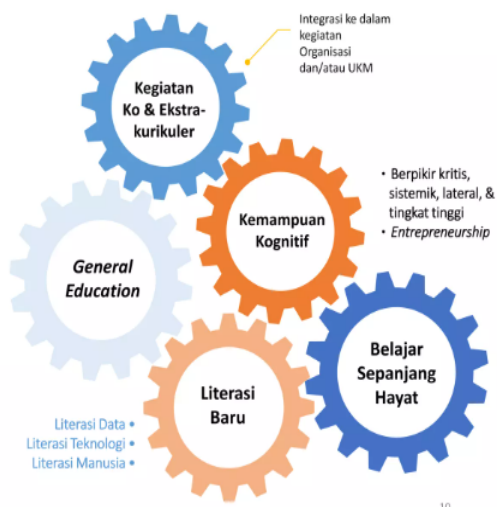 Integrasi ke dalam
kegiatan
Organisasi
dan/atau UKM
Kegiatan
Ko & Ekstra-
kurikuler
• Berpikir kritis,
sistemik, lateral, &
tingkat tinggi
• Entrepreneurship
Kemampuan
Kognitif
General
Education
Belajar
Sepanjang
Hayat
Literasi
Baru
Literasi Data •
Literasi Teknologi •
Literasi Manusia •